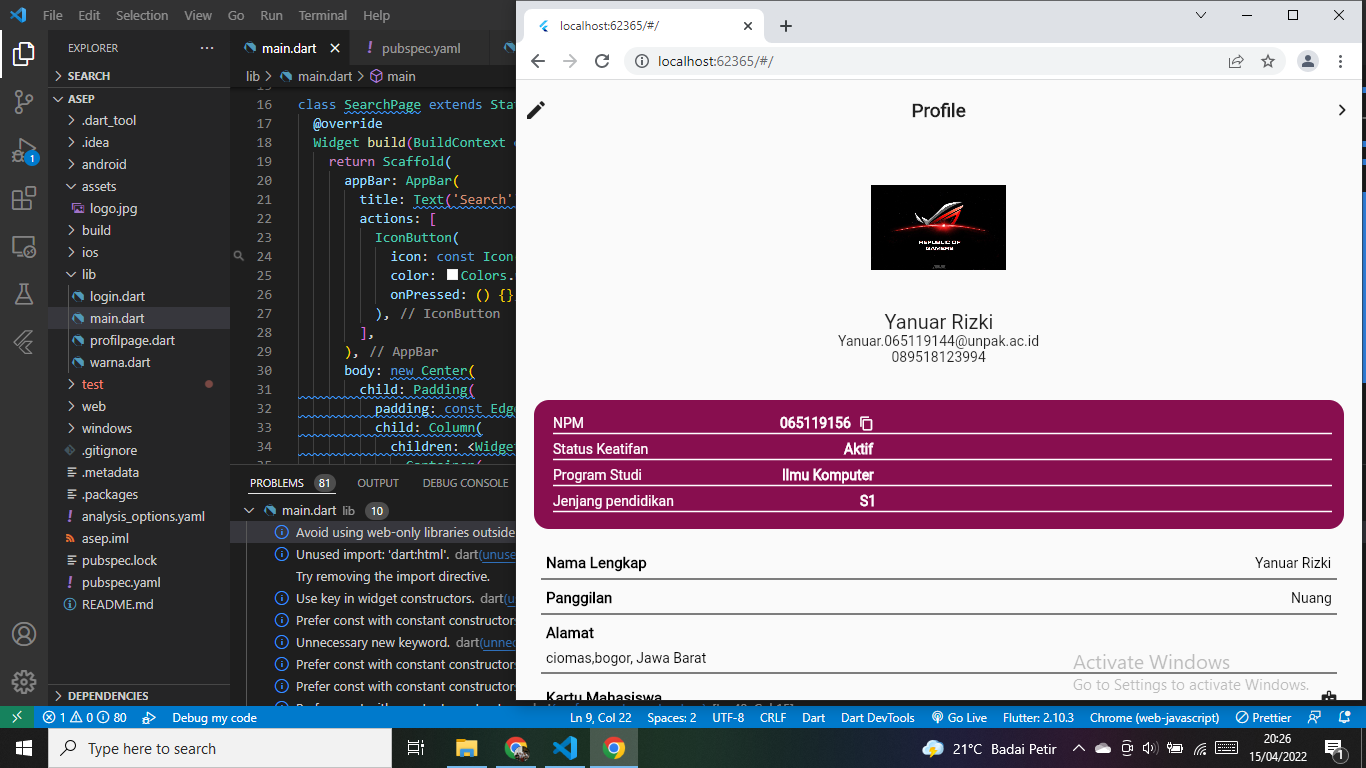 File Edit Selection View Go Run Terminal Help
localhost:62365/#/
localhost:62365/#/
EXPLORER
SEARCH
ASEP
.dart_tool
.idea
android
assets
logo.jpg
build
ios
lib
login.dart
main.dart
profilpage.dart
warna.dart
test
web
windows
.gitignore
.metadata
.packages
analysis_options.yaml
asep.iml
pubspec.lock
pubspec.yaml
README.md
DEPENDENCIES
main.dart pubspec.yaml
lib > main.dart > main
16 class SearchPage extends Stat
17 @override
18 Widget build(BuildContext
19 return Scaffold(
20 appBar: AppBar(
21 title: Text('Search'
22 actions: [
23 IconButton(
24 icon: const Icon
25 color: Colors.
26 onPressed: () {}
27 ), // IconButton
28 ],
29 ), // AppBar
30 body: new Center(
31 child: Padding(
32 padding: const Edge
33 child: Column(
34 children: <Widget
PROBLEMS 81 OUTPUT DEBUG CONSOLE
main.dart lib 10
Avoid using web-only libraries outside
Unused import: 'dart:html'. dart(unuse
Try removing the import directive.
Use key in widget constructors. dart(u
Prefer const with constant constructors
Unnecessary new keyword. dart(unnec
Prefer const with constant constructors
Prefer const with constant constructors
Profile
REPUBLIC OF
GAMERS
Yanuar Rizki
Yanuar.065119144@unpak.ac.id
089518123994
NPM 065119156
Status Keatifan Aktif
Program Studi Ilmu Komputer
Jenjang pendidikan S1
Nama Lengkap Yanuar Rizki
Panggilan Nuang
Alamat
ciomas,bogor, Jawa Barat
Kartu Mahasiswa
Activate Windows
Go to Settings to activate Windows.
1 0 80 Debug my code Ln 9, Col 22 Spaces: 2 UTF-8 CRLF Dart Dart DevTools Go Live Flutter: 2.10.3 Chrome (web-javascript) Prettier
Type here to search 21°C Badai Petir 20:26
15/04/2022 1